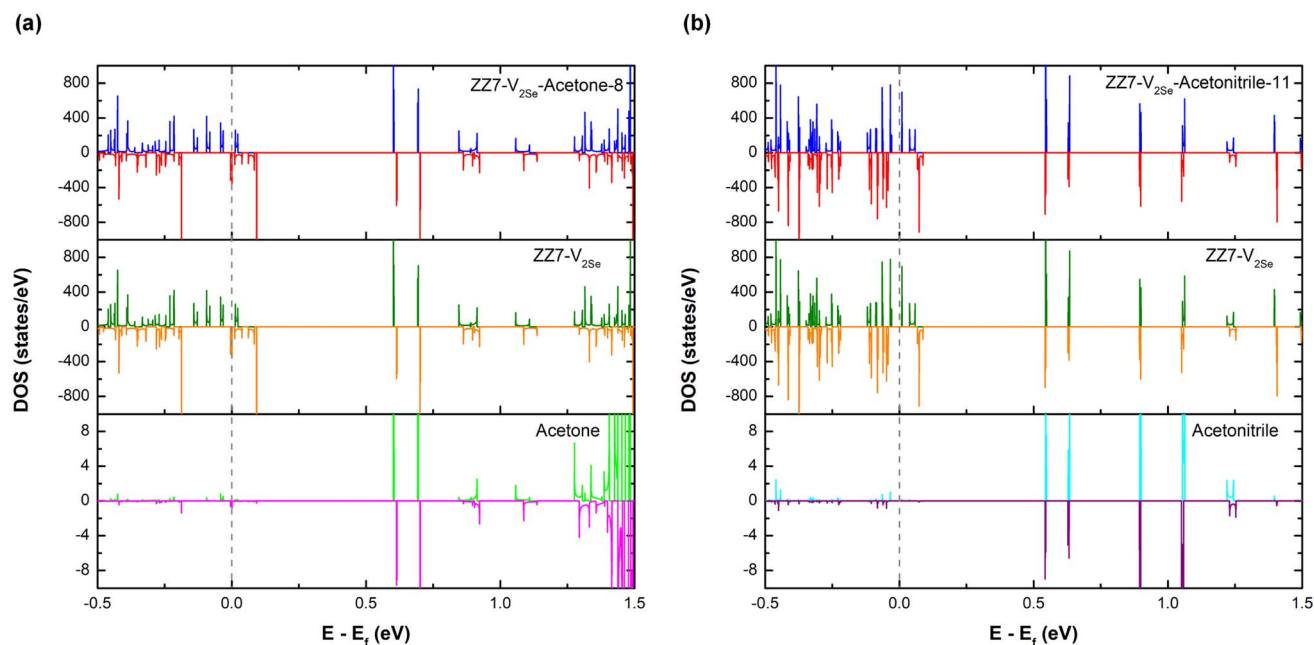 (a)
ZZ7-V2Se-Acetone-8
800
400
0
-400
-800
ZZ7-V2Se
800
400
0
-400
-800
Acetone
8
4
0
-4
-8
-0.5 0.0 0.5 1.0 1.5
DOS (states/eV)
E - Ef (eV)
(b)
ZZ7-V2Se-Acetonitrile-11
800
400
0
-400
-800
ZZ7-V2Se
800
400
0
-400
-800
Acetonitrile
8
4
0
-4
-8
-0.5 0.0 0.5 1.0 1.5
DOS (states/eV)
E - Ef (eV)